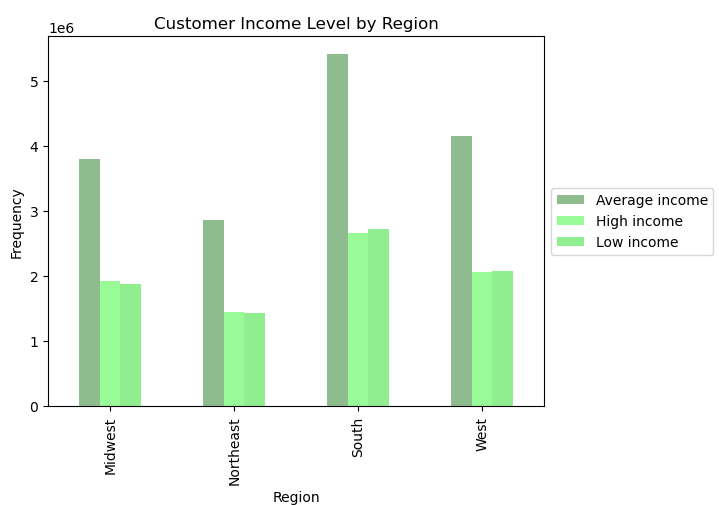 Customer Income Level by Region
1e6
5
4
3
2
1
0
Frequency
Midwest
Northeast
South
West
Region
Average income
High income
Low income